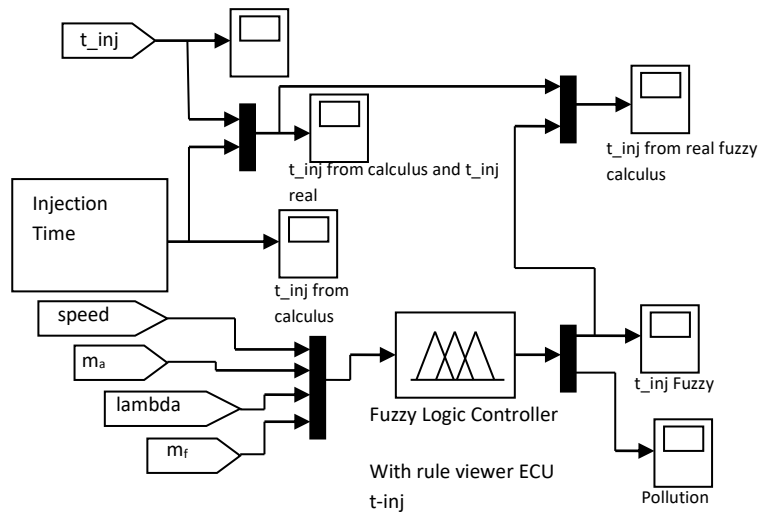 t_inj
t_inj from calculus and t_inj
real
t_inj from real fuzzy
calculus
Injection
Time
t_inj from
calculus
speed
mₐ
lambda
m_f
Fuzzy Logic Controller
With rule viewer ECU
t-inj
t_inj Fuzzy
Pollution